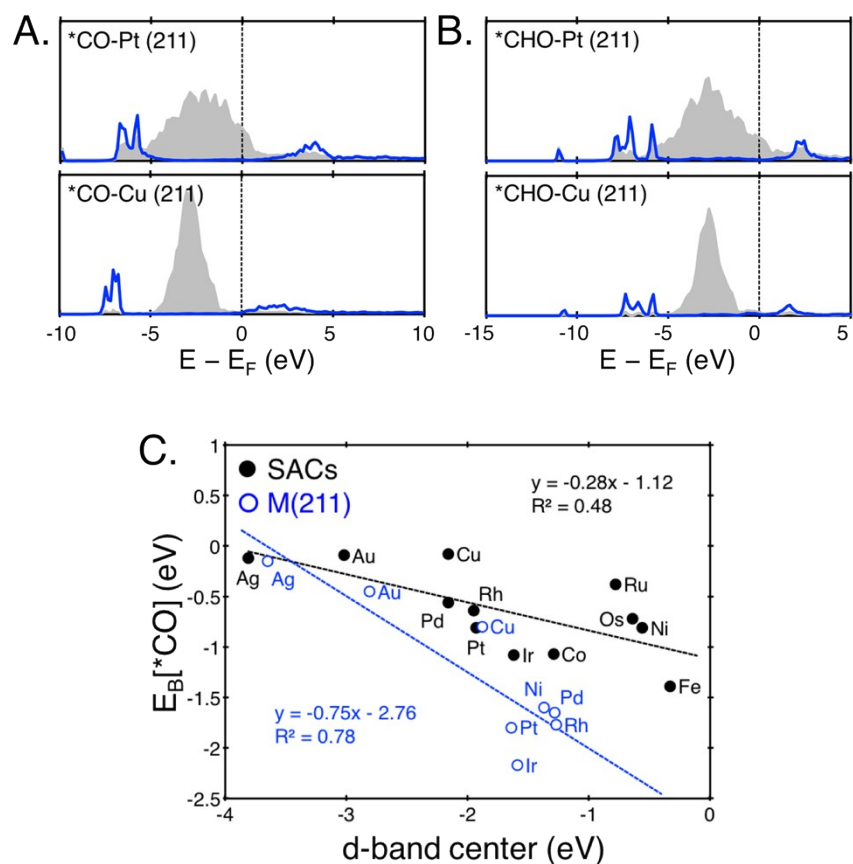 A.
*CO-Pt (211)
*CO-Cu (211)
-10 -5 0 5 10
E – E_F (eV)
B.
*CHO-Pt (211)
*CHO-Cu (211)
-15 -10 -5 0 5
E – E_F (eV)
C.
SACs
M(211)
y = -0.28x - 1.12
R² = 0.48
y = -0.75x - 2.76
R² = 0.78
E_B[*CO] (eV)
1
0.5
0
-0.5
-1
-1.5
-2
-2.5
Ag
Ag
Au
Au
Cu
Cu
Pd
Rh
Pt
Ir
Co
Ru
Os
Ni
Fe
Ni
Pd
Pt
Rh
Ir
-4 -3 -2 -1 0
d-band center (eV)